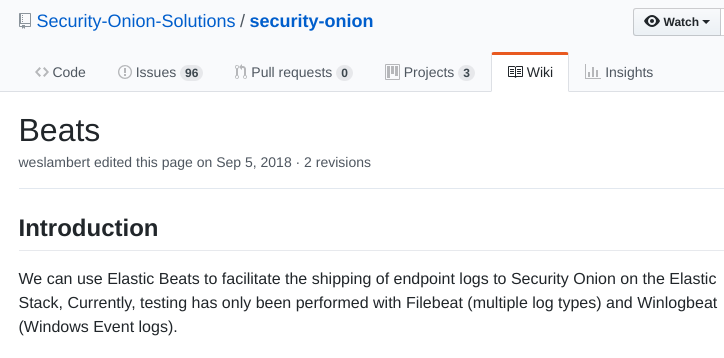 Security-Onion-Solutions / security-onion
Watch
Code
Issues 96
Pull requests 0
Projects 3
Wiki
Insights
Beats
weslambert edited this page on Sep 5, 2018 · 2 revisions
Introduction
We can use Elastic Beats to facilitate the shipping of endpoint logs to Security Onion on the Elastic
Stack, Currently, testing has only been performed with Filebeat (multiple log types) and Winlogbeat
(Windows Event logs).